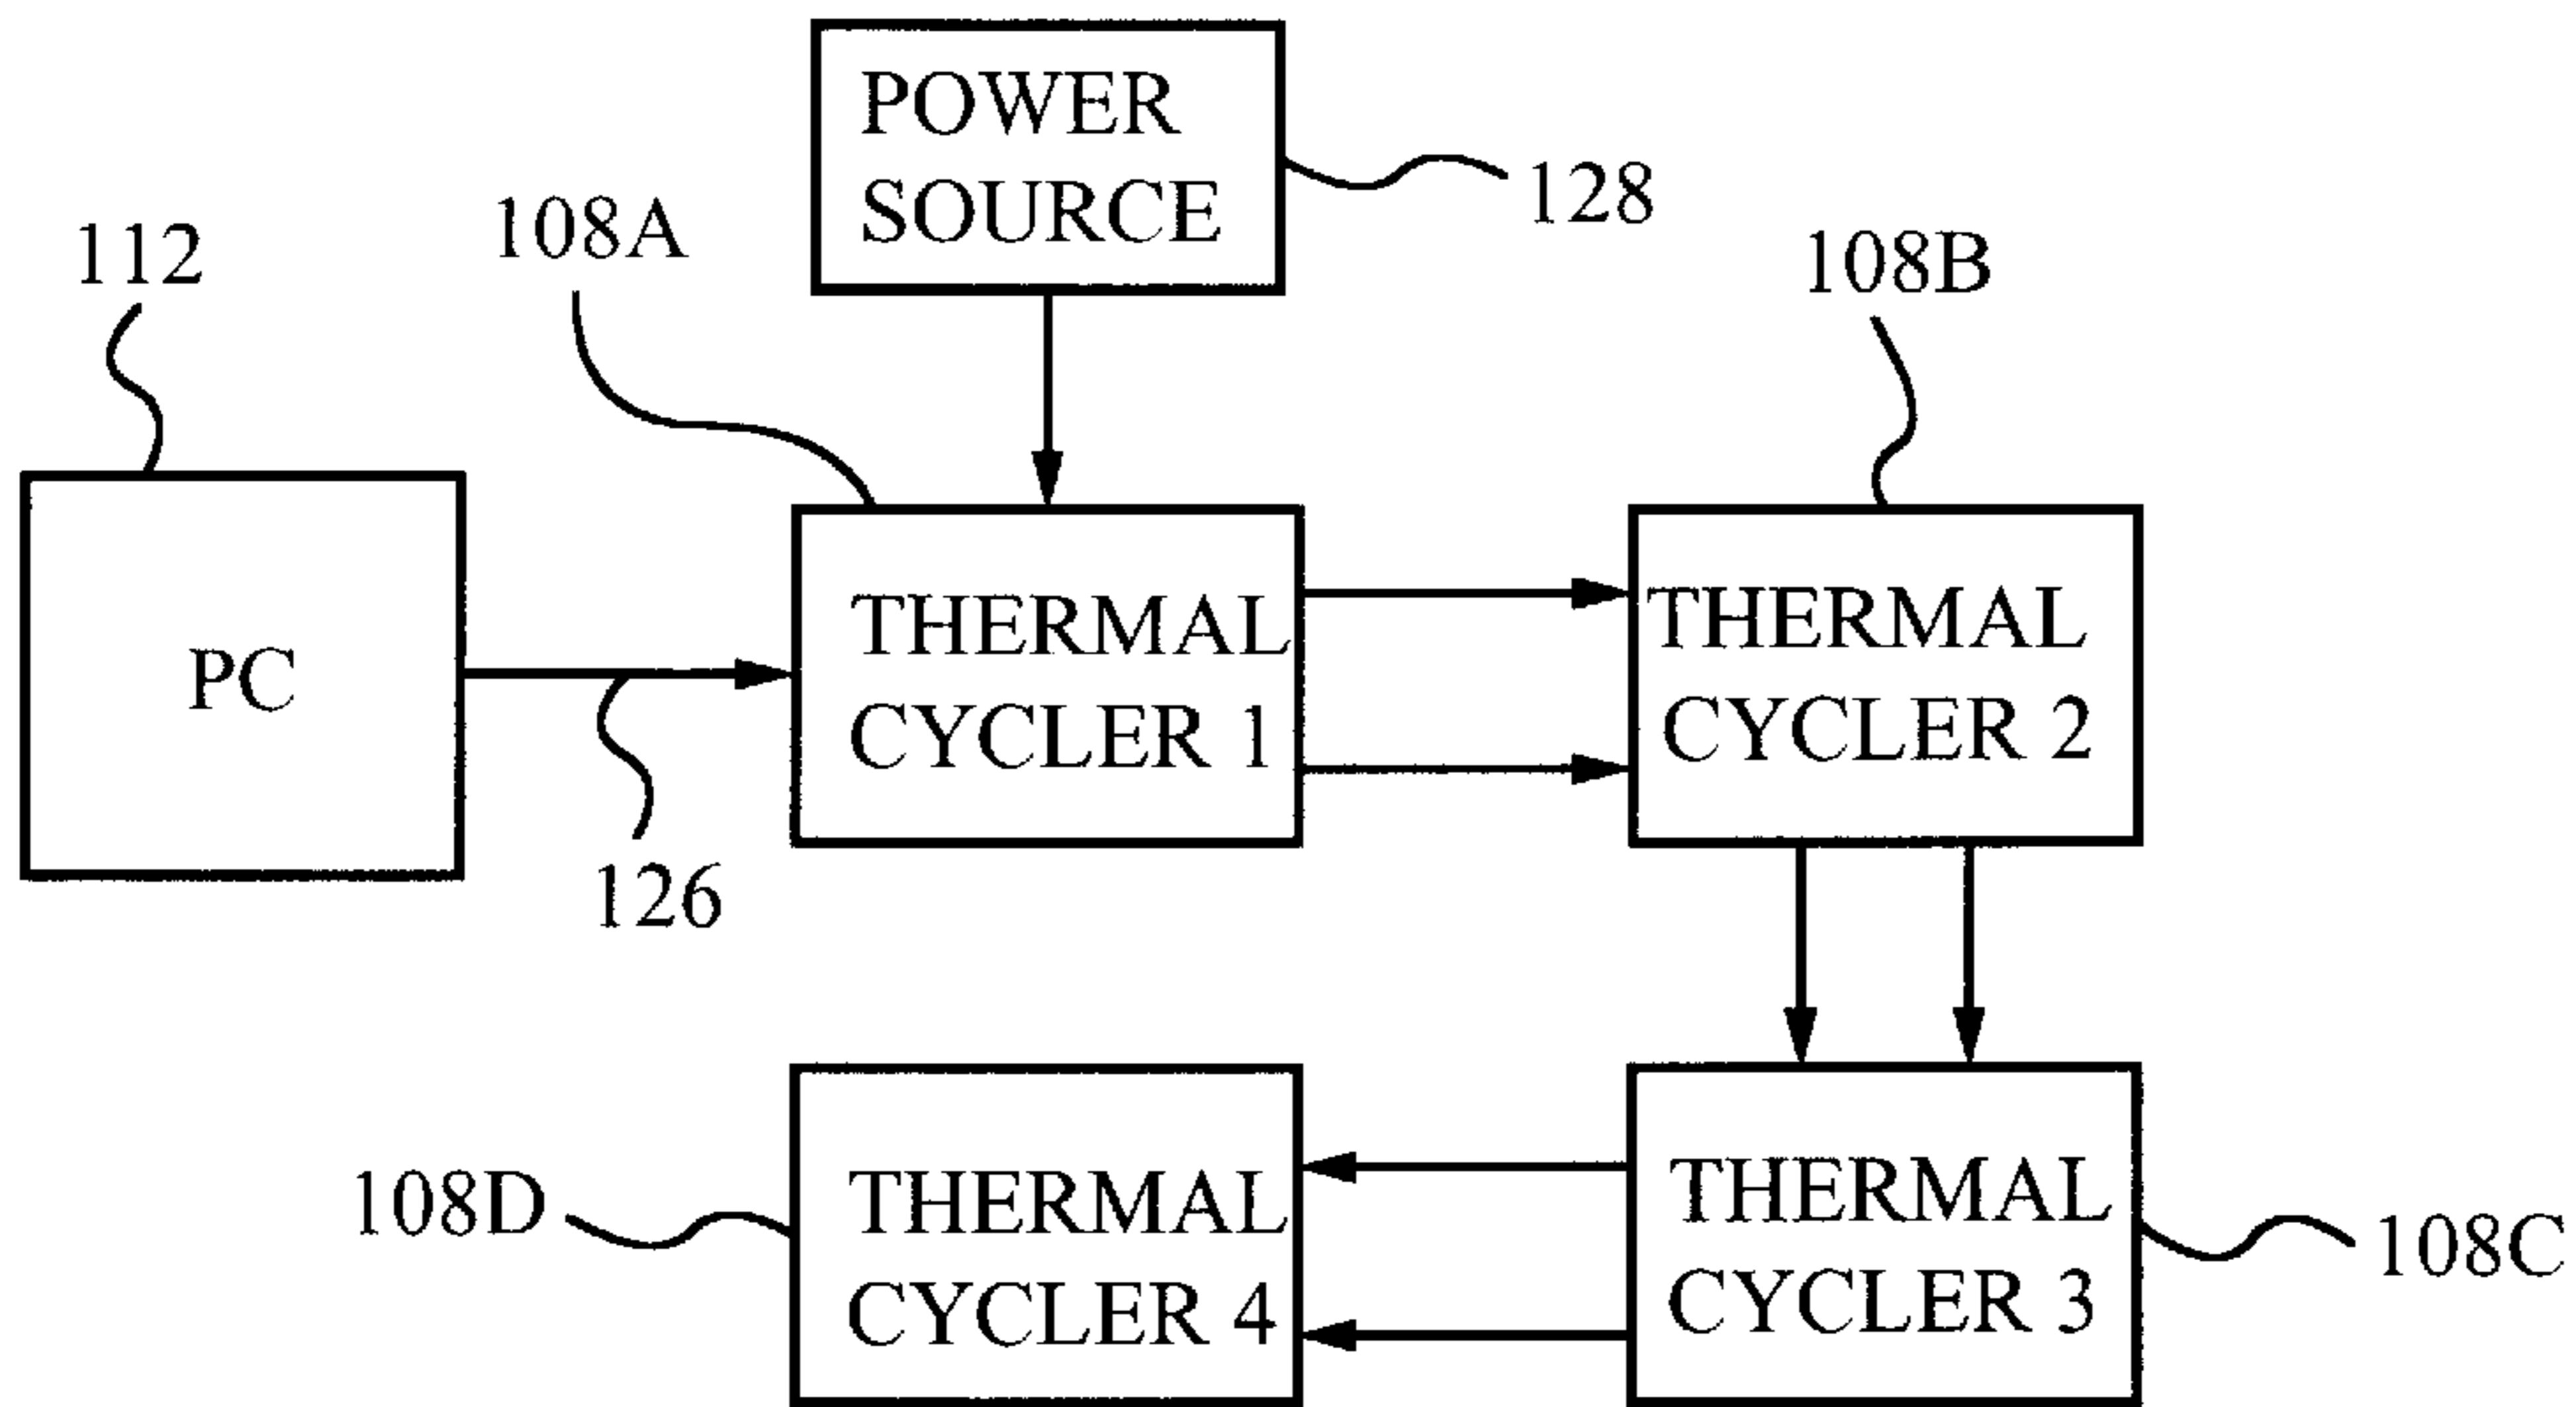 POWER
SOURCE
128
108A
112
108B
PC
THERMAL
CYCLER 1
THERMAL
CYCLER 2
126
108D
THERMAL
CYCLER 4
THERMAL
CYCLER 3
108C